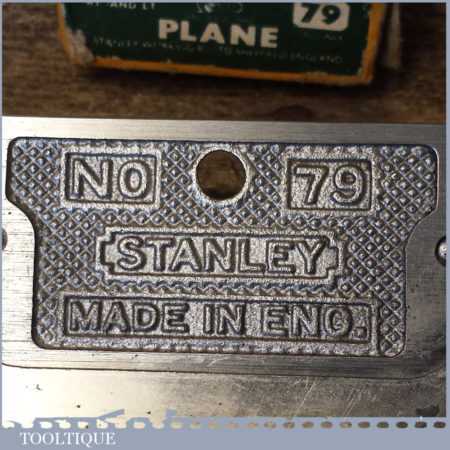 PLANE
79
NO 79
STANLEY
MADE IN ENG.
TOOLTIQUE